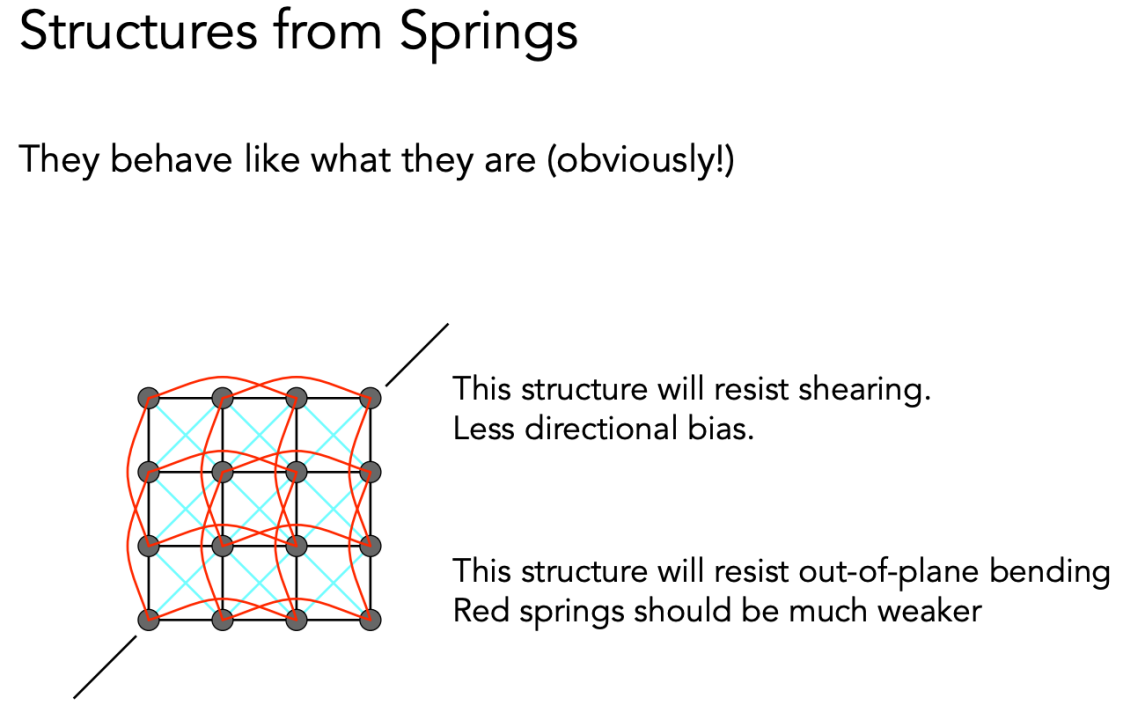 Structures from Springs
They behave like what they are (obviously!)
This structure will resist shearing.
Less directional bias.
This structure will resist out-of-plane bending
Red springs should be much weaker